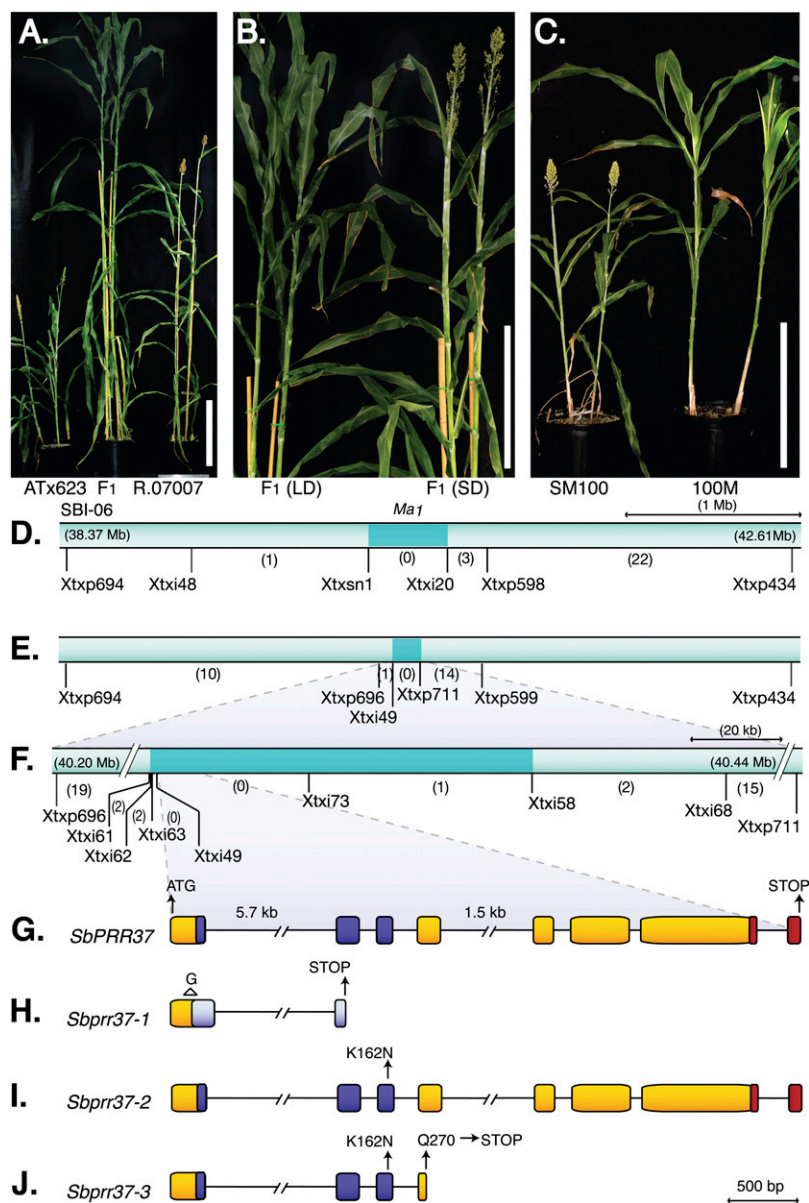 A.
B.
C.
ATx623 F1 R.07007
F1 (LD) F1 (SD)
SM100 100M
SBI-06 Ma1 (1 Mb)
D.
(38.37 Mb) (42.61Mb)
(1) (0) (3) (22)
Xtxp694 Xtxi48 Xtxsn1 Xtxi20 Xtxp598 Xtxp434
E.
(10) (1) (0) (14)
Xtxp694 Xtxp696 Xtxp711 Xtxp599 Xtxp434
Xtxi49
(20 kb)
F.
(40.20 Mb) (40.44 Mb)
(19) (2) (2) (0) (0) (1) (2) (15)
Xtxp696 Xtxi63 Xtxi73 Xtxi58 Xtxi68
Xtxi61 Xtxp711
Xtxi62 Xtxi49
ATG STOP
5.7 kb 1.5 kb
G. SbPRR37
G STOP
H. Sbprr37-1
K162N
I. Sbprr37-2
K162N Q270 → STOP
J. Sbprr37-3
500 bp